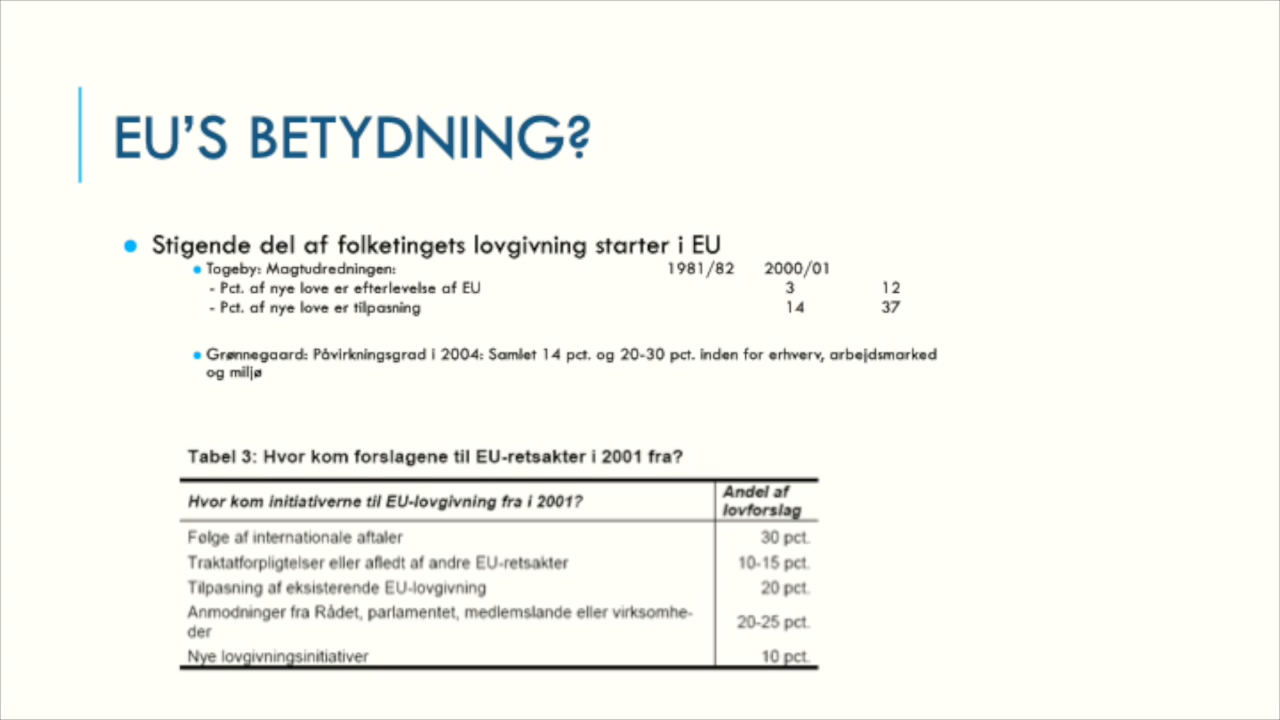 EU'S BETYDNING?
Stigende del af folketingets lovgivning starter i EU
Togeby: Magtudredningen: 1981/82 2000/01
- Pct. af nye love er efterlevelse af EU 3 12
- Pct. af nye love er tilpasning 14 37
Grønnegaard: Påvirkningsgrad i 2004: Samlet 14 pct. og 20-30 pct. inden for erhverv, arbejdsmarked
og miljø
Tabel 3: Hvor kom forslagene til EU-retsakter i 2001 fra?
Hvor kom initiativerne til EU-lovgivning fra i 2001? Andel af
lovforslag
Følge af internationale aftaler 30 pct.
Traktatforpligtelser eller afledt af andre EU-retsakter 10-15 pct.
Tilpasning af eksisterende EU-lovgivning 20 pct.
Anmodninger fra Rådet, parlamentet, medlemslande eller virksomhe-
der 20-25 pct.
Nye lovgivningsinitiativer 10 pct.